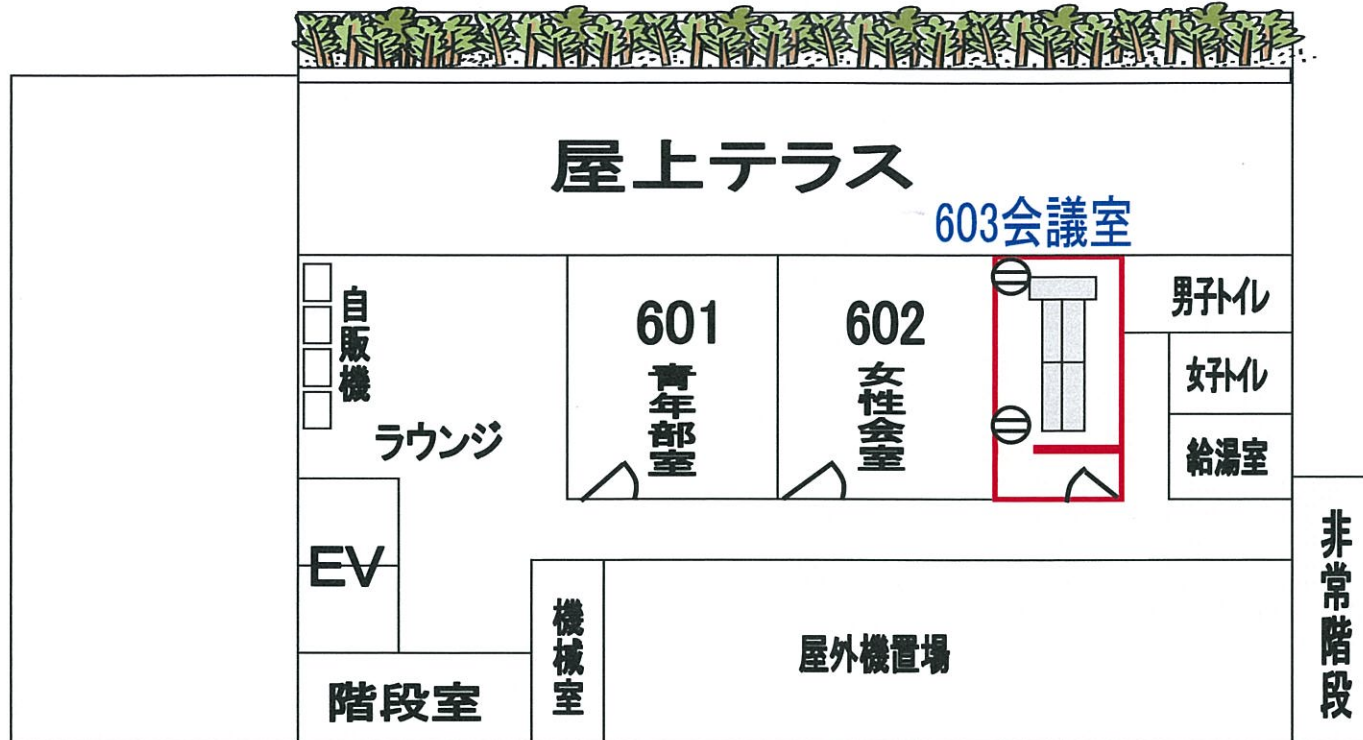 屋上テラス
603会議室
自販機
ラウンジ
601
青年部室
602
女性会室
男子トイレ
女子トイレ
給湯室
EV
階段室
機械室
屋外機置場
非常階段